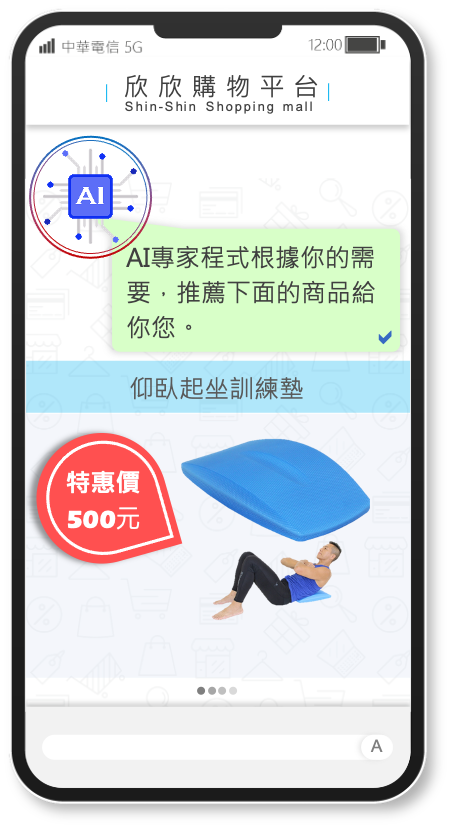 中華電信 5G
12:00
欣欣購物平台
Shin-Shin Shopping mall
AI
AI專家程式根據你的需
要，推薦下面的商品給
你您。
仰臥起坐訓練墊
特惠價
500元
A